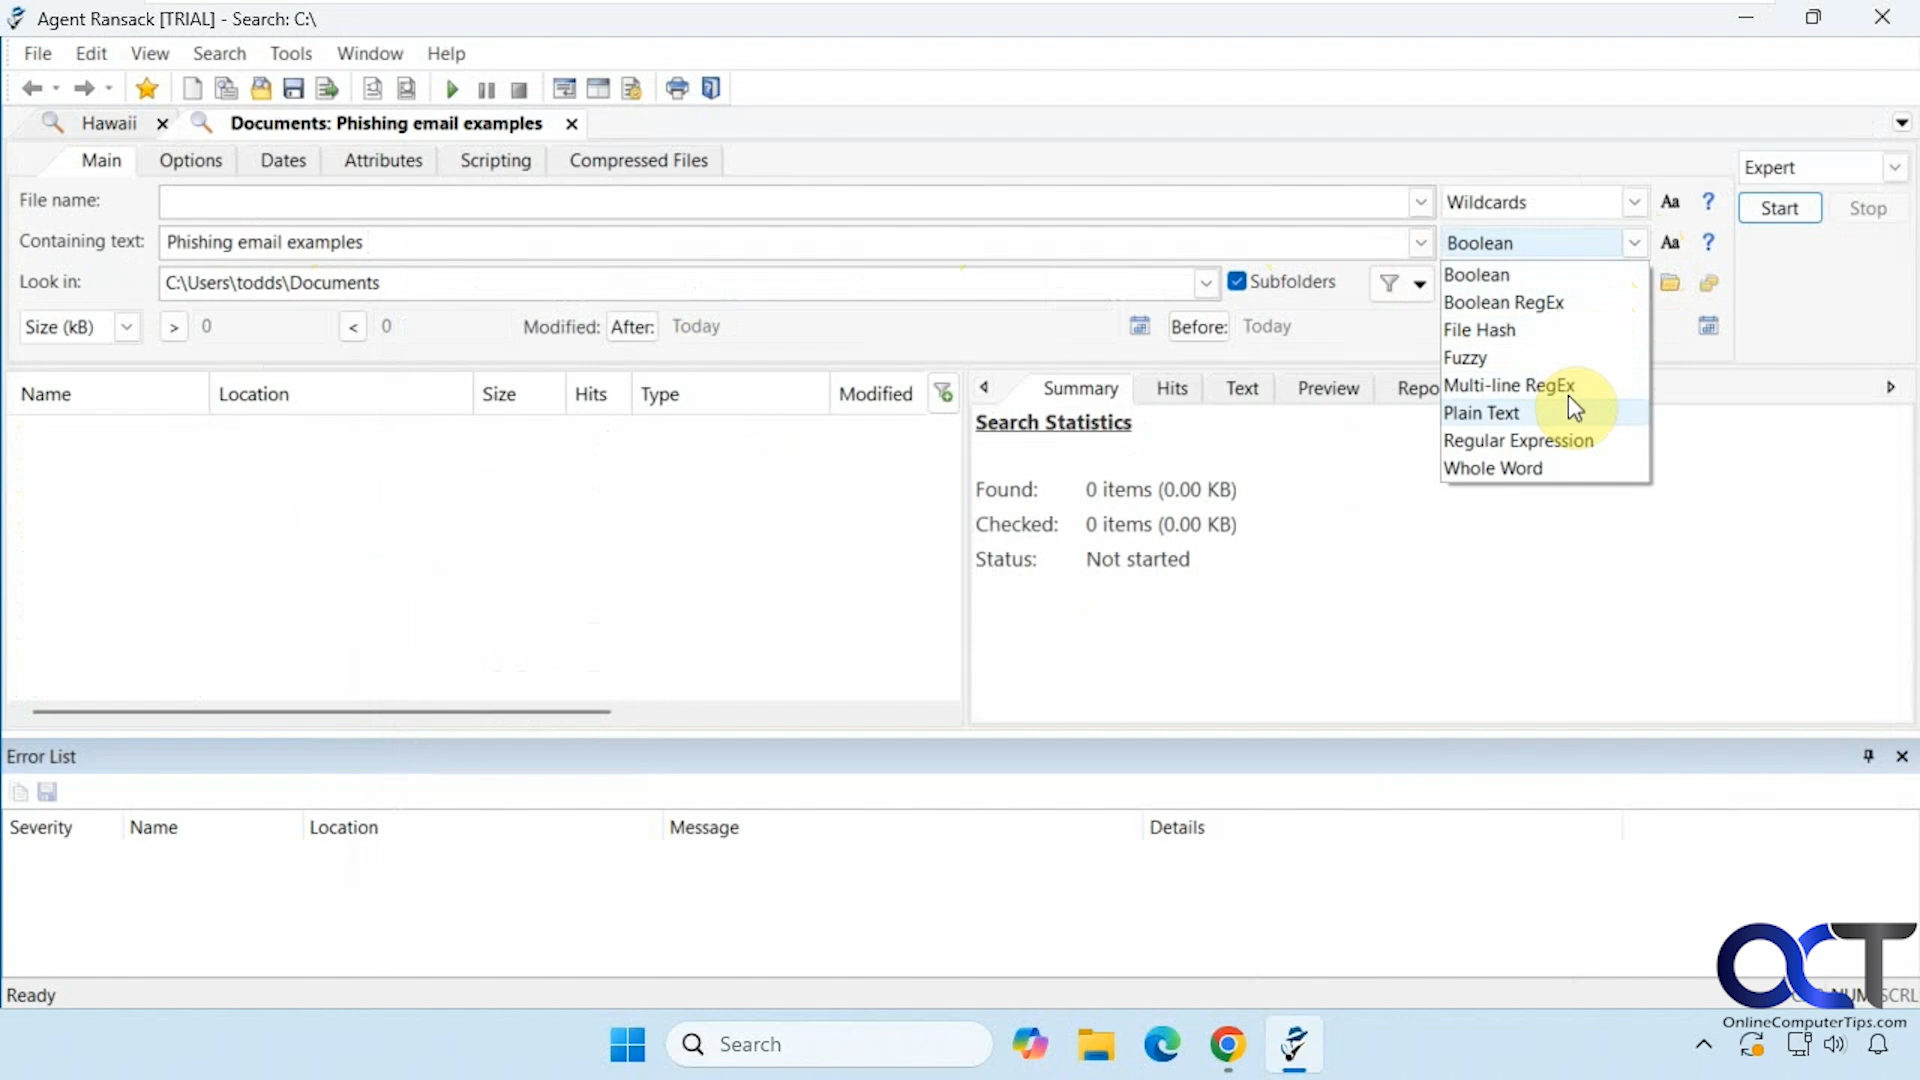 Agent Ransack [TRIAL] - Search: C:\
File Edit View Search Tools Window Help
Hawaii Documents: Phishing email examples
Main Options Dates Attributes Scripting Compressed Files
Expert
File name: Wildcards Aa ?
Start Stop
Containing text: Phishing email examples Boolean Aa ?
Look in: C:\Users\todds\Documents Subfolders
Size (kB) > 0 < 0 Modified: After: Today Before: Today
Boolean
Boolean RegEx
File Hash
Fuzzy
Multi-line RegEx
Plain Text
Regular Expression
Whole Word
Name Location Size Hits Type Modified
Summary Hits Text Preview Repo
Search Statistics
Found: 0 items (0.00 KB)
Checked: 0 items (0.00 KB)
Status: Not started
Error List
Severity Name Location Message Details
Ready
NUM SCRL
OCT
OnlineComputerTips.com
Search